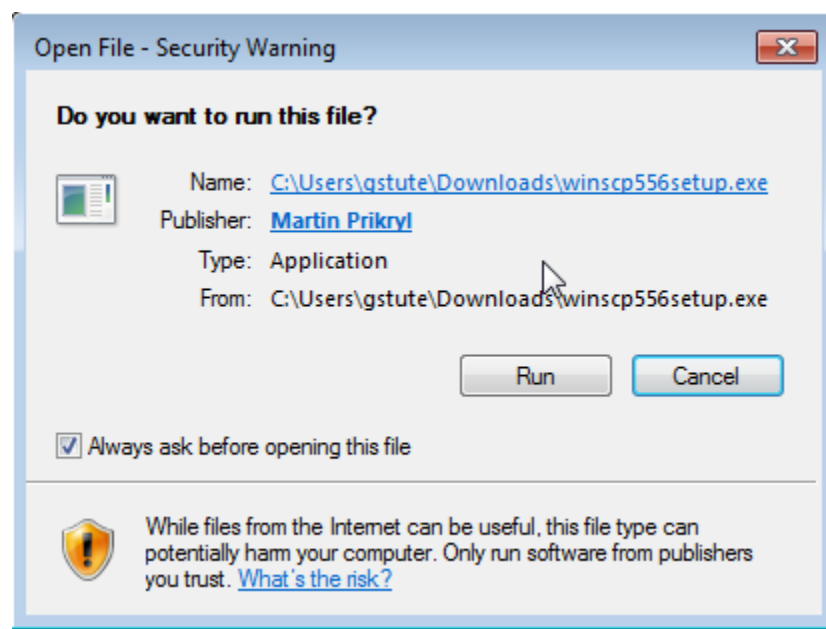 Open File - Security Warning
Do you want to run this file?
Name: C:\Users\gstute\Downloads\winscp556setup.exe
Publisher: Martin Prikryl
Type: Application
From: C:\Users\gstute\Downloads\winscp556setup.exe
Run Cancel
Always ask before opening this file
While files from the Internet can be useful, this file type can
potentially harm your computer. Only run software from publishers
you trust. What's the risk?